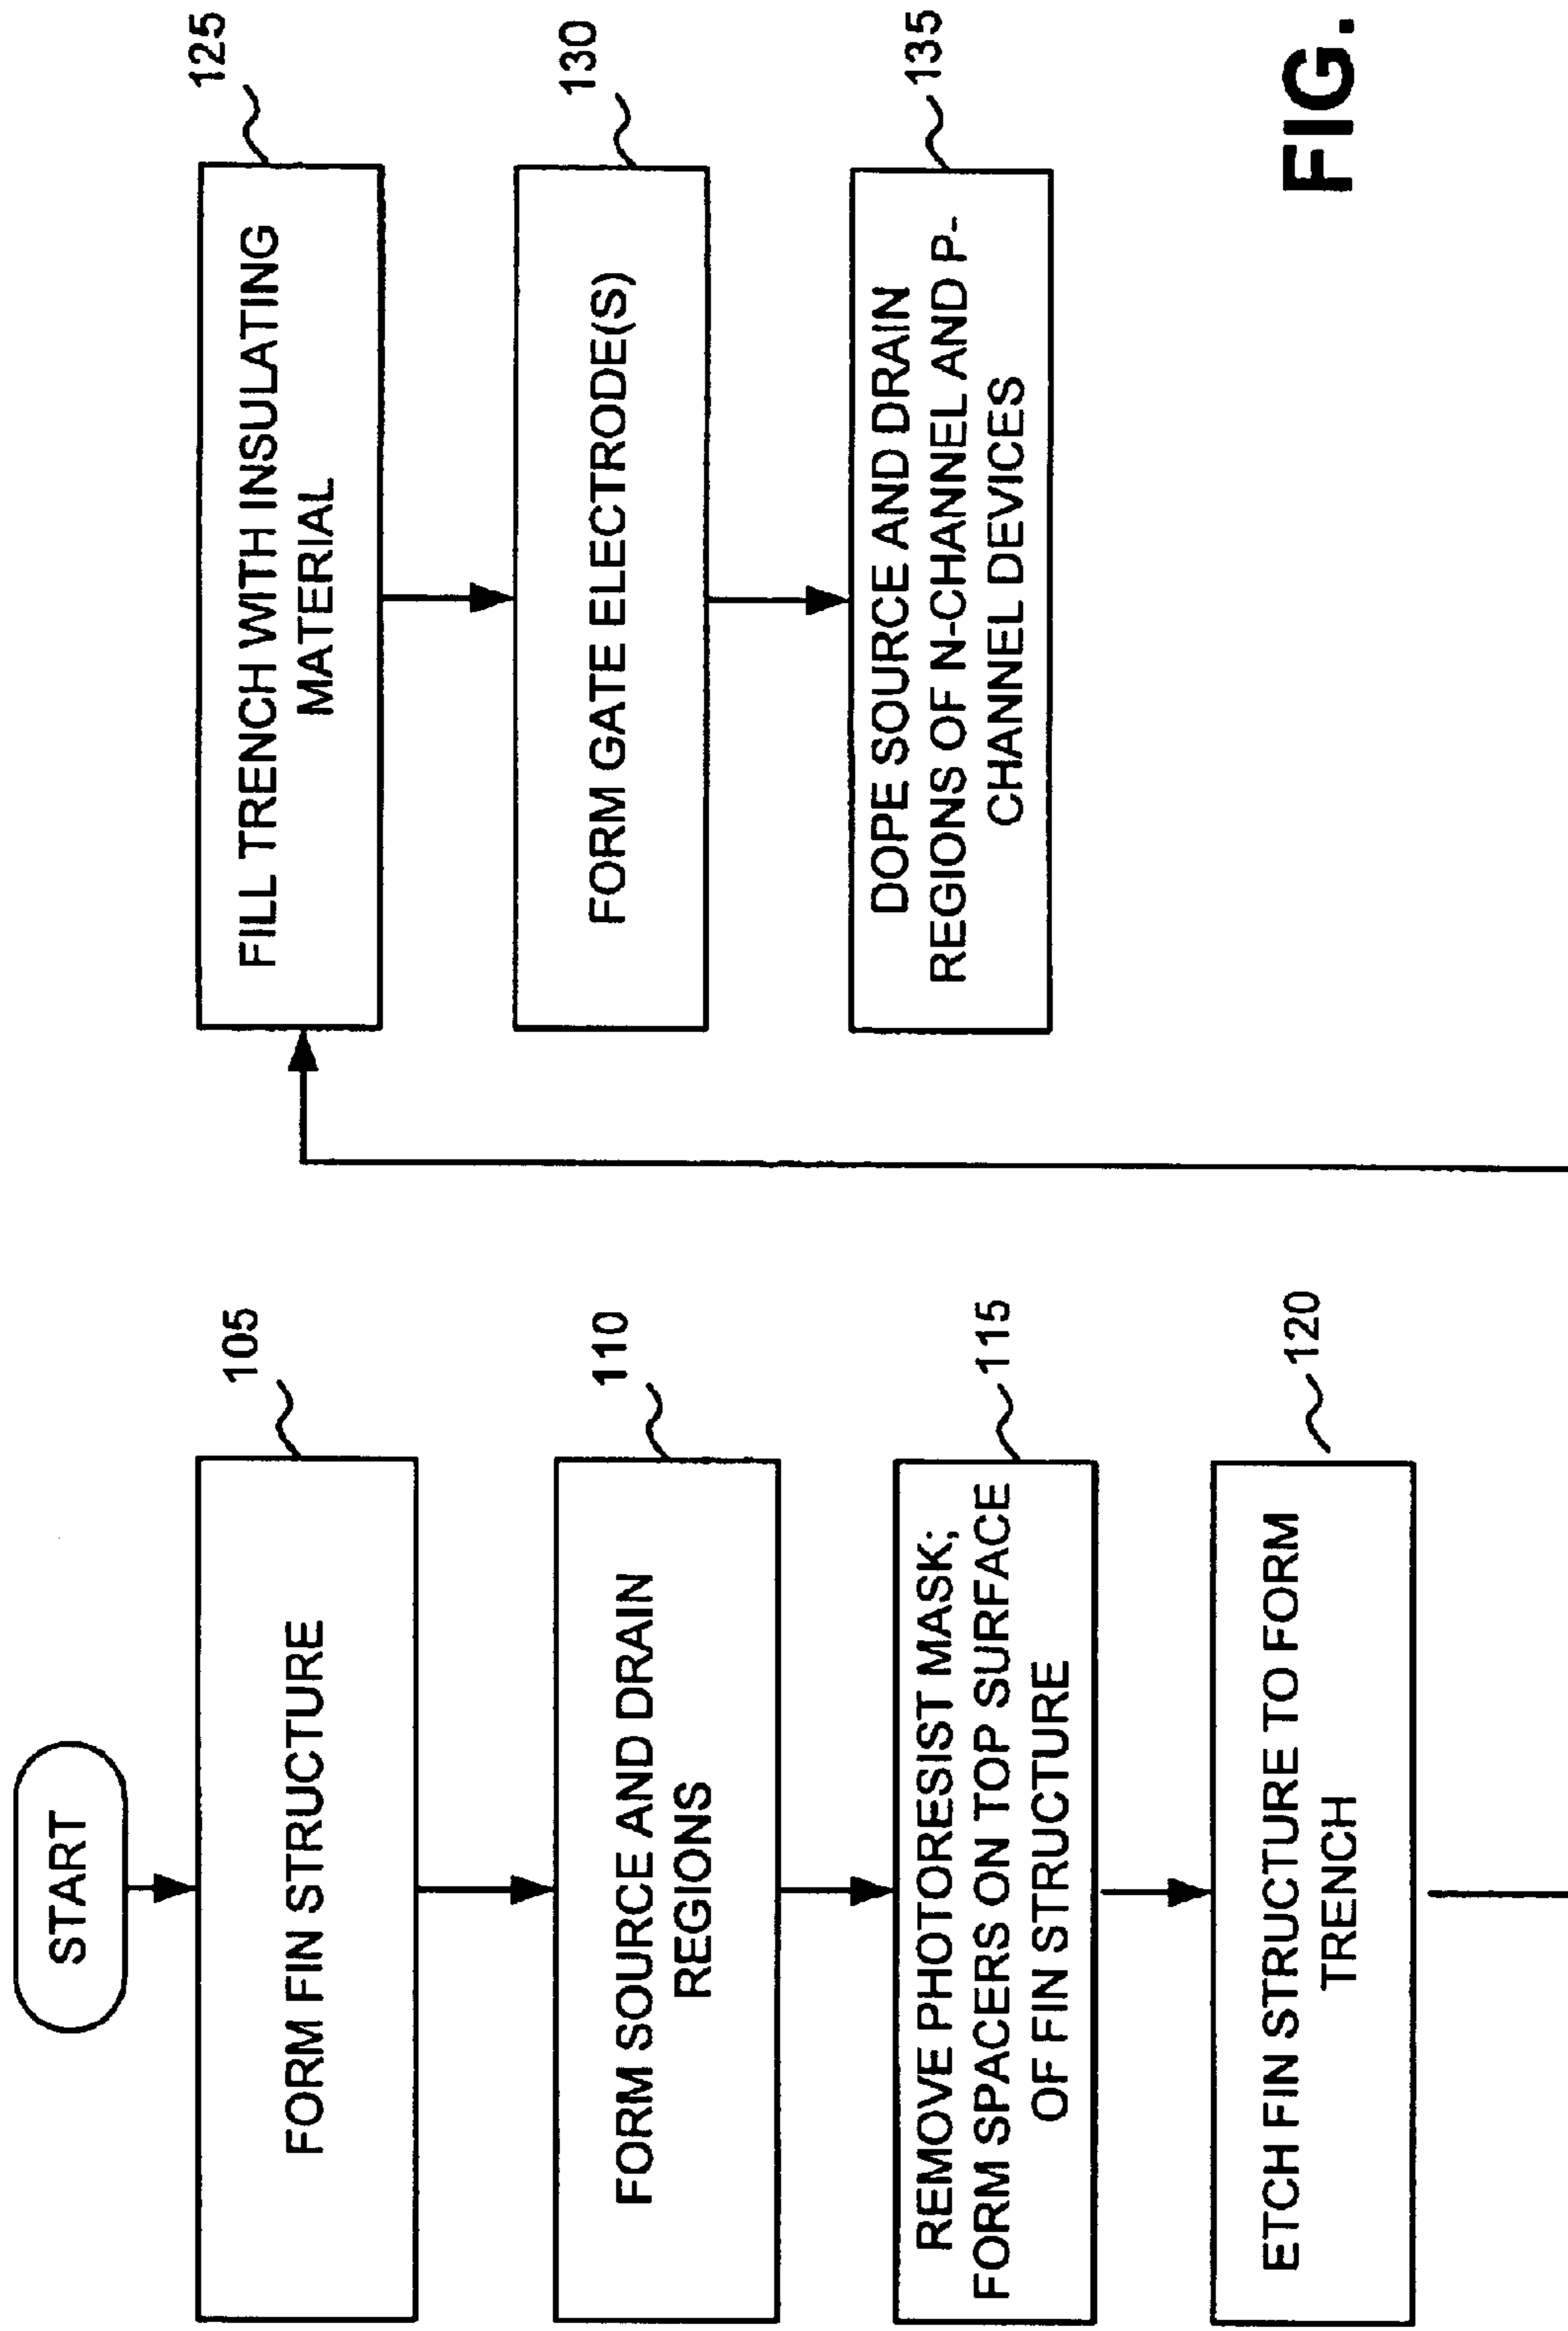 START
FORM FIN STRUCTURE
105
FORM SOURCE AND DRAIN
REGIONS
110
REMOVE PHOTORESIST MASK;
FORM SPACERS ON TOP SURFACE
OF FIN STRUCTURE
115
ETCH FIN STRUCTURE TO FORM
TRENCH
120
FILL TRENCH WITH INSULATING
MATERIAL
125
FORM GATE ELECTRODE(S)
130
DOPE SOURCE AND DRAIN
REGIONS OF N-CHANNEL AND P-
CHANNEL DEVICES
135
FIG.